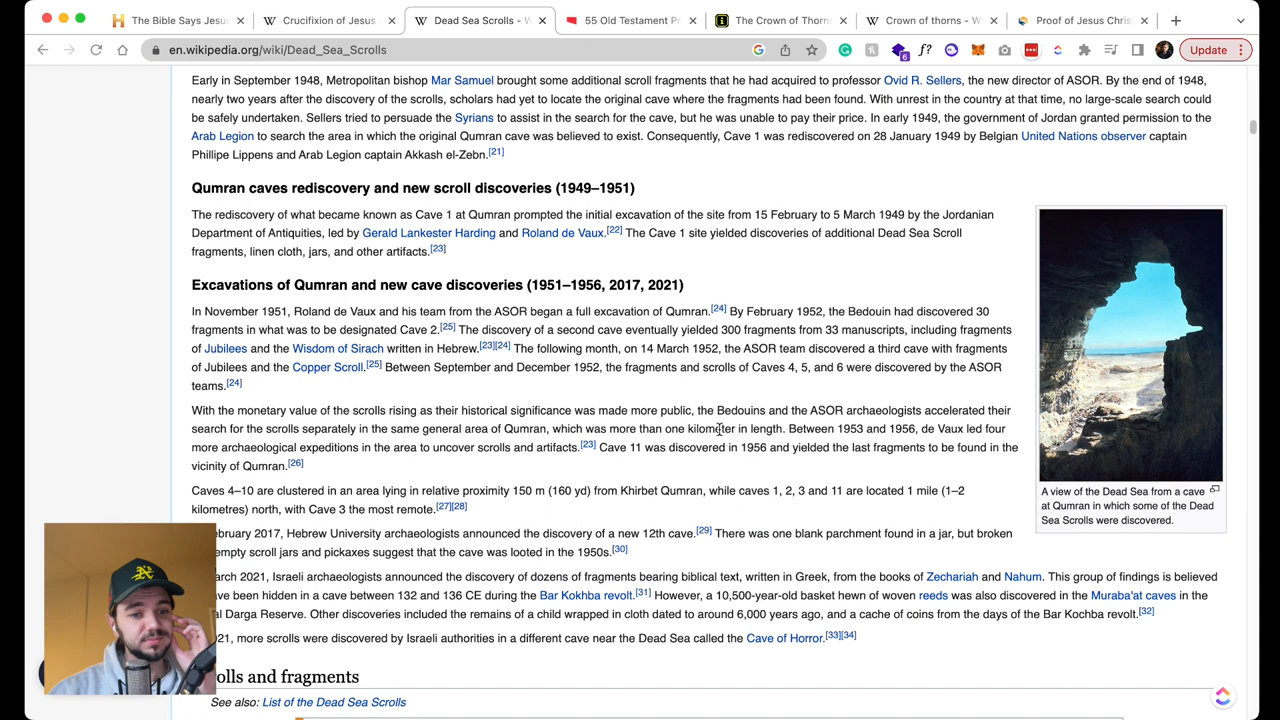 The Bible Says Jesus
Crucifixion of Jesus
Dead Sea Scrolls - W
55 Old Testament Pr
The Crown of Thorn
Crown of thorns - W
Proof of Jesus Chris
en.wikipedia.org/wiki/Dead_Sea_Scrolls
6
f?
Update
Early in September 1948, Metropolitan bishop Mar Samuel brought some additional scroll fragments that he had acquired to professor Ovid R. Sellers, the new director of ASOR. By the end of 1948,
nearly two years after the discovery of the scrolls, scholars had yet to locate the original cave where the fragments had been found. With unrest in the country at that time, no large-scale search could
be safely undertaken. Sellers tried to persuade the Syrians to assist in the search for the cave, but he was unable to pay their price. In early 1949, the government of Jordan granted permission to the
Arab Legion to search the area in which the original Qumran cave was believed to exist. Consequently, Cave 1 was rediscovered on 28 January 1949 by Belgian United Nations observer captain
Phillipe Lippens and Arab Legion captain Akkash el-Zebn.[21]
Qumran caves rediscovery and new scroll discoveries (1949–1951)
The rediscovery of what became known as Cave 1 at Qumran prompted the initial excavation of the site from 15 February to 5 March 1949 by the Jordanian
Department of Antiquities, led by Gerald Lankester Harding and Roland de Vaux.[22] The Cave 1 site yielded discoveries of additional Dead Sea Scroll
fragments, linen cloth, jars, and other artifacts.[23]
Excavations of Qumran and new cave discoveries (1951–1956, 2017, 2021)
In November 1951, Roland de Vaux and his team from the ASOR began a full excavation of Qumran.[24] By February 1952, the Bedouin had discovered 30
fragments in what was to be designated Cave 2.[25] The discovery of a second cave eventually yielded 300 fragments from 33 manuscripts, including fragments
of Jubilees and the Wisdom of Sirach written in Hebrew.[23][24] The following month, on 14 March 1952, the ASOR team discovered a third cave with fragments
of Jubilees and the Copper Scroll.[25] Between September and December 1952, the fragments and scrolls of Caves 4, 5, and 6 were discovered by the ASOR
teams.[24]
With the monetary value of the scrolls rising as their historical significance was made more public, the Bedouins and the ASOR archaeologists accelerated their
search for the scrolls separately in the same general area of Qumran, which was more than one kilometer in length. Between 1953 and 1956, de Vaux led four
more archaeological expeditions in the area to uncover scrolls and artifacts.[23] Cave 11 was discovered in 1956 and yielded the last fragments to be found in the
vicinity of Qumran.[26]
Caves 4–10 are clustered in an area lying in relative proximity 150 m (160 yd) from Khirbet Qumran, while caves 1, 2, 3 and 11 are located 1 mile (1–2
kilometres) north, with Cave 3 the most remote.[27][28]
ebruary 2017, Hebrew University archaeologists announced the discovery of a new 12th cave.[29] There was one blank parchment found in a jar, but broken
empty scroll jars and pickaxes suggest that the cave was looted in the 1950s.[30]
arch 2021, Israeli archaeologists announced the discovery of dozens of fragments bearing biblical text, written in Greek, from the books of Zechariah and Nahum. This group of findings is believed
ve been hidden in a cave between 132 and 136 CE during the Bar Kokhba revolt.[31] However, a 10,500-year-old basket hewn of woven reeds was also discovered in the Muraba'at caves in the
al Darga Reserve. Other discoveries included the remains of a child wrapped in cloth dated to around 6,000 years ago, and a cache of coins from the days of the Bar Kochba revolt.[32]
21, more scrolls were discovered by Israeli authorities in a different cave near the Dead Sea called the Cave of Horror.[33][34]
A view of the Dead Sea from a cave
at Qumran in which some of the Dead
Sea Scrolls were discovered.
olls and fragments
See also: List of the Dead Sea Scrolls